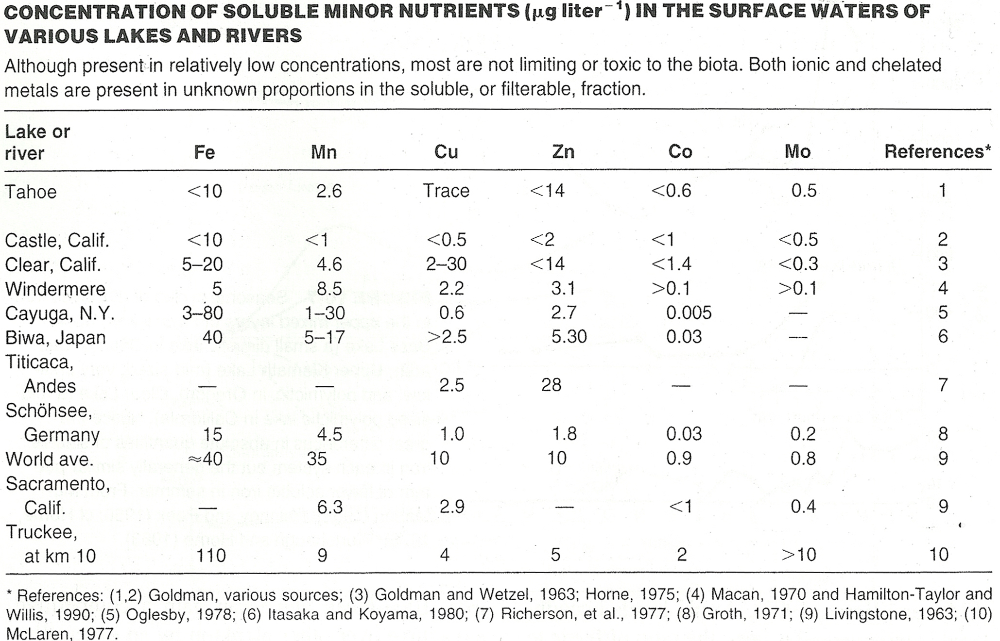 CONCENTRATION OF SOLUBLE MINOR NUTRIENTS (μg liter⁻¹) IN THE SURFACE WATERS OF
VARIOUS LAKES AND RIVERS
Although present in relatively low concentrations, most are not limiting or toxic to the biota. Both ionic and chelated
metals are present in unknown proportions in the soluble, or filterable, fraction.
Lake or
river Fe Mn Cu Zn Co Mo References*
Tahoe <10 2.6 Trace <14 <0.6 0.5 1
Castle, Calif. <10 <1 <0.5 <2 <1 <0.5 2
Clear, Calif. 5–20 4.6 2–30 <14 <1.4 <0.3 3
Windermere 5 8.5 2.2 3.1 >0.1 >0.1 4
Cayuga, N.Y. 3–80 1–30 0.6 2.7 0.005 — 5
Biwa, Japan 40 5–17 >2.5 5.30 0.03 — 6
Titicaca,
Andes — — 2.5 28 — — 7
Schöhsee,
Germany 15 4.5 1.0 1.8 0.03 0.2 8
World ave. ≈40 35 10 10 0.9 0.8 9
Sacramento,
Calif. — 6.3 2.9 — <1 0.4 9
Truckee,
at km 10 110 9 4 5 2 >10 10
* References: (1,2) Goldman, various sources; (3) Goldman and Wetzel, 1963; Horne, 1975; (4) Macan, 1970 and Hamilton-Taylor and
Willis, 1990; (5) Oglesby, 1978; (6) Itasaka and Koyama, 1980; (7) Richerson, et al., 1977; (8) Groth, 1971; (9) Livingstone, 1963; (10)
McLaren, 1977.